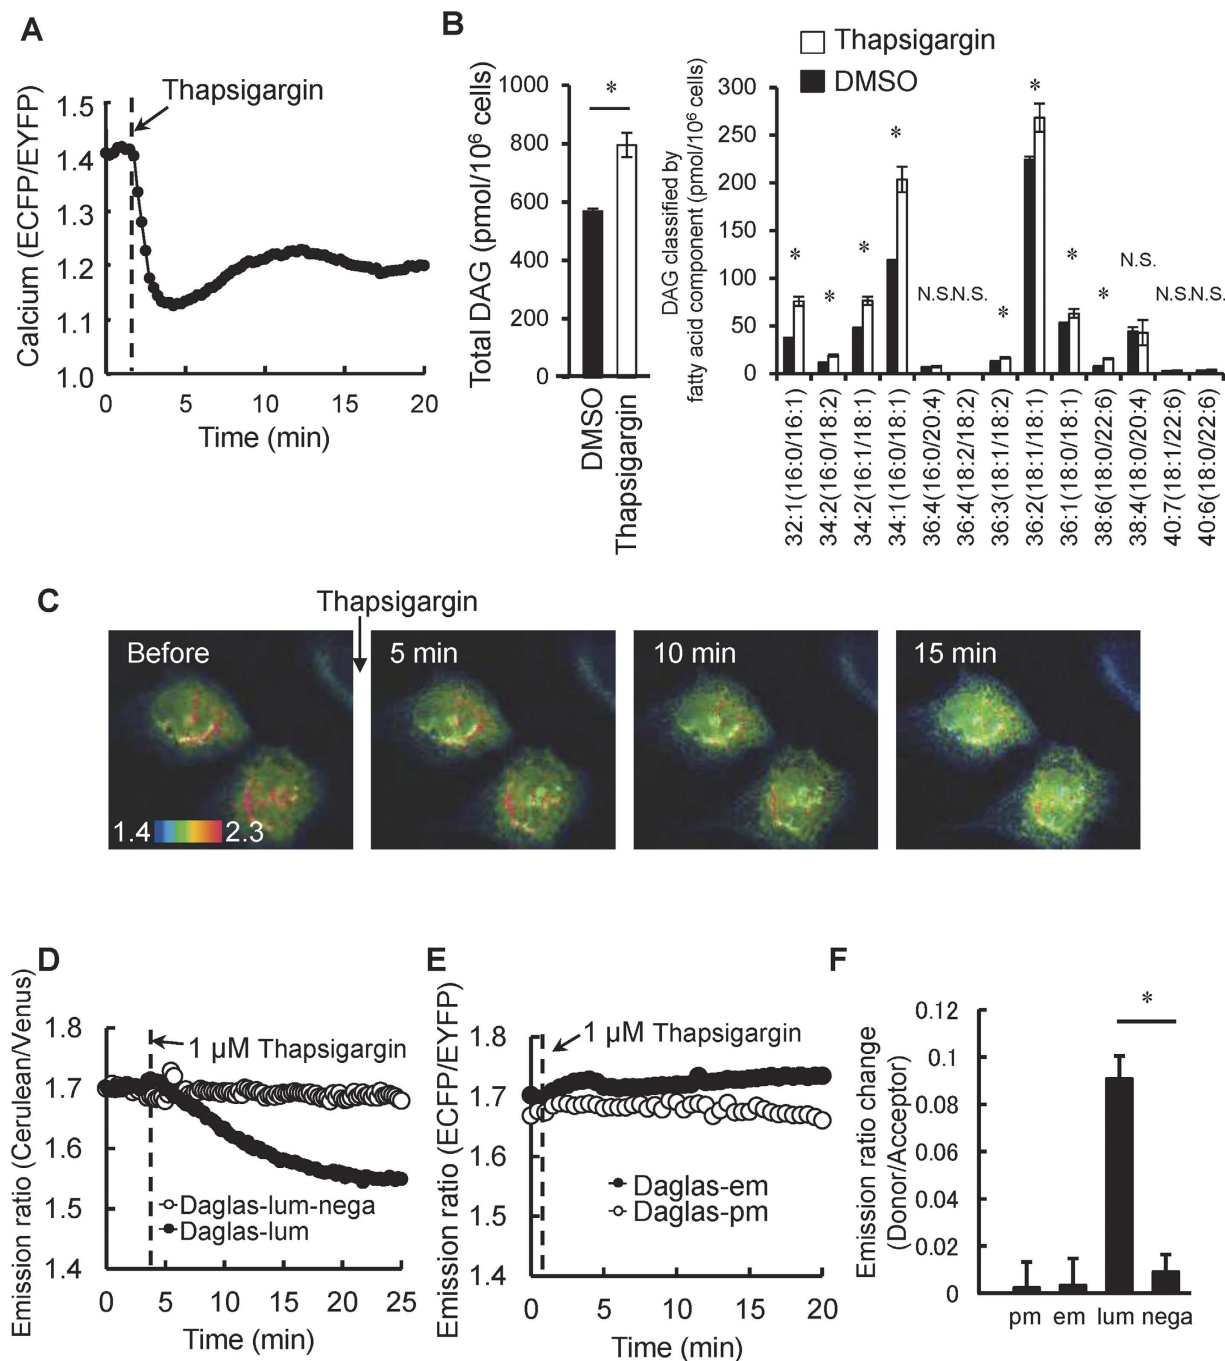 A
Thapsigargin
Calcium (ECFP/EYFP)
1.5
1.4
1.3
1.2
1.1
1.0
0
5
10
15
20
Time (min)
B
Total DAG (pmol/10⁶ cells)
1000
800
600
400
200
0
*
DMSO
Thapsigargin
Thapsigargin
DMSO
DAG classified by
fatty acid component (pmol/10⁶ cells)
300
250
200
150
100
50
0
*
*
*
*
N.S.
N.S.
*
*
*
*
N.S.
N.S.
N.S.
32:1(16:0/16:1)
34:2(16:0/18:2)
34:2(16:1/18:1)
34:1(16:0/18:1)
36:4(16:0/20:4)
36:4(18:2/18:2)
36:3(18:1/18:2)
36:2(18:1/18:1)
36:1(18:0/18:1)
38:6(18:0/22:6)
38:4(18:0/20:4)
40:7(18:1/22:6)
40:6(18:0/22:6)
C
Thapsigargin
Before
5 min
10 min
15 min
1.4
2.3
D
Emission ratio (Cerulean/Venus)
1.8
1.7
1.6
1.5
1.4
1 µM Thapsigargin
Daglas-lum-nega
Daglas-lum
0
5
10
15
20
25
Time (min)
E
Emission ratio (ECFP/EYFP)
1.8
1.7
1.6
1.5
1.4
1 µM Thapsigargin
Daglas-em
Daglas-pm
0
5
10
15
20
Time (min)
F
Emission ratio change
(Donor/Acceptor)
0.12
0.1
0.08
0.06
0.04
0.02
0
*
pm
em
lum
nega